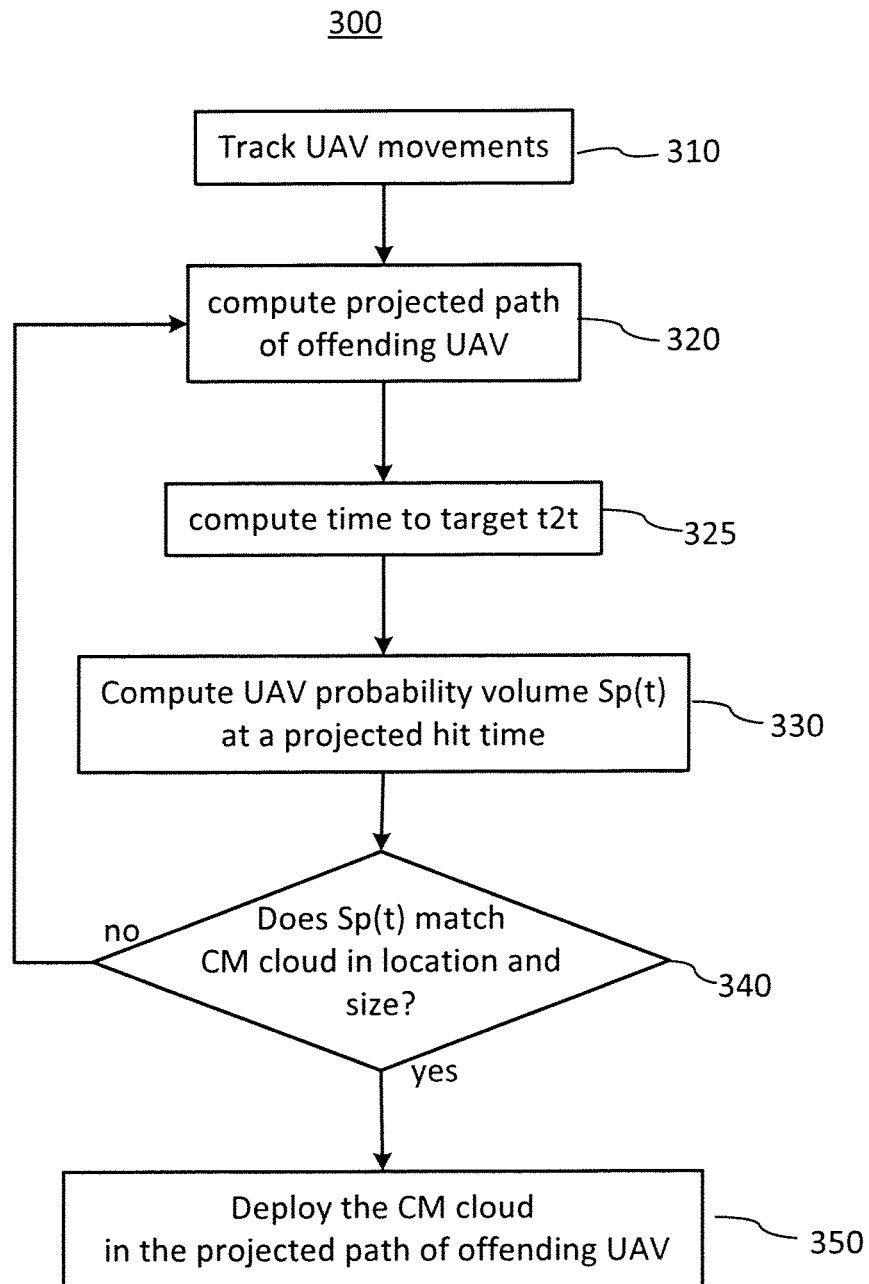 300
Track UAV movements
310
compute projected path
of offending UAV
320
compute time to target t2t
325
Compute UAV probability volume Sp(t)
at a projected hit time
330
no
Does Sp(t) match
CM cloud in location and
size?
340
yes
Deploy the CM cloud
in the projected path of offending UAV
350